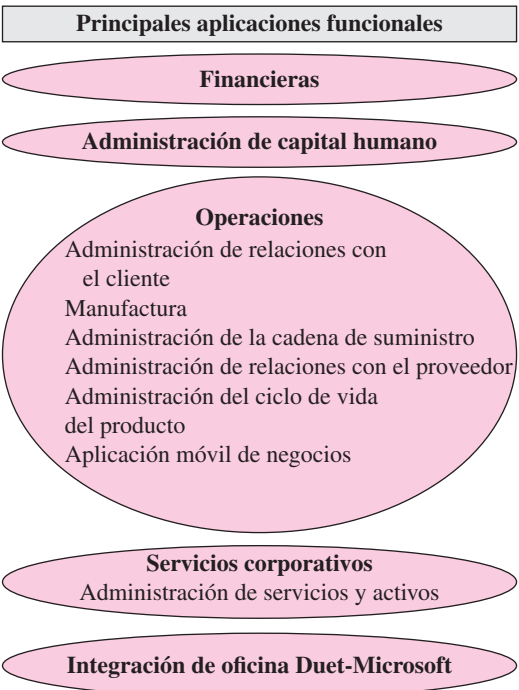 Principales aplicaciones funcionales
Financieras
Administración de capital humano
Operaciones
Administración de relaciones con
el cliente
Manufactura
Administración de la cadena de suministro
Administración de relaciones con el proveedor
Administración del ciclo de vida
del producto
Aplicación móvil de negocios
Servicios corporativos
Administración de servicios y activos
Integración de oficina Duet-Microsoft